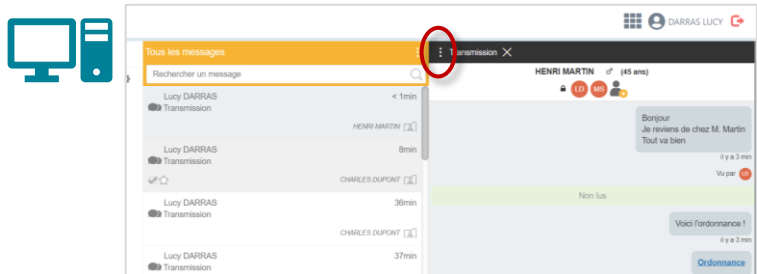 DARRAS LUCY
Tous les messages
Rechercher un message
Lucy DARRAS < 1min
Transmission
HENRI MARTIN
Lucy DARRAS 8min
Transmission
CHARLES DUPONT
Lucy DARRAS 36min
Transmission
CHARLES DUPONT
Lucy DARRAS 37min
Transmission
Transmission
HENRI MARTIN ♂ (45 ans)
LD MS
Bonjour
Je reviens de chez M. Martin
Tout va bien
il y a 3 min
Vu par
Non lus
Voici l'ordonnance !
il y a 3 min
Ordonnance